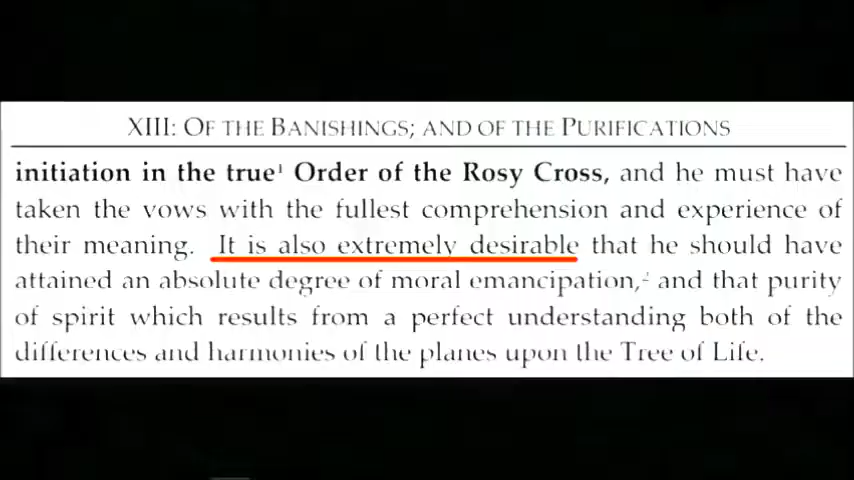 XIII: OF THE BANISHINGS; AND OF THE PURIFICATIONS
initiation in the true¹ Order of the Rosy Cross, and he must have
taken the vows with the fullest comprehension and experience of
their meaning. It is also extremely desirable that he should have
attained an absolute degree of moral emancipation,² and that purity
of spirit which results from a perfect understanding both of the
differences and harmonies of the planes upon the Tree of Life.